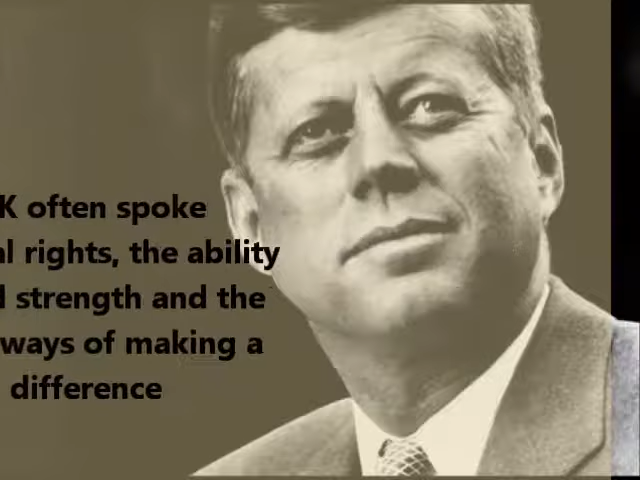 K often spoke
l rights, the ability
strength and the
ways of making a
difference